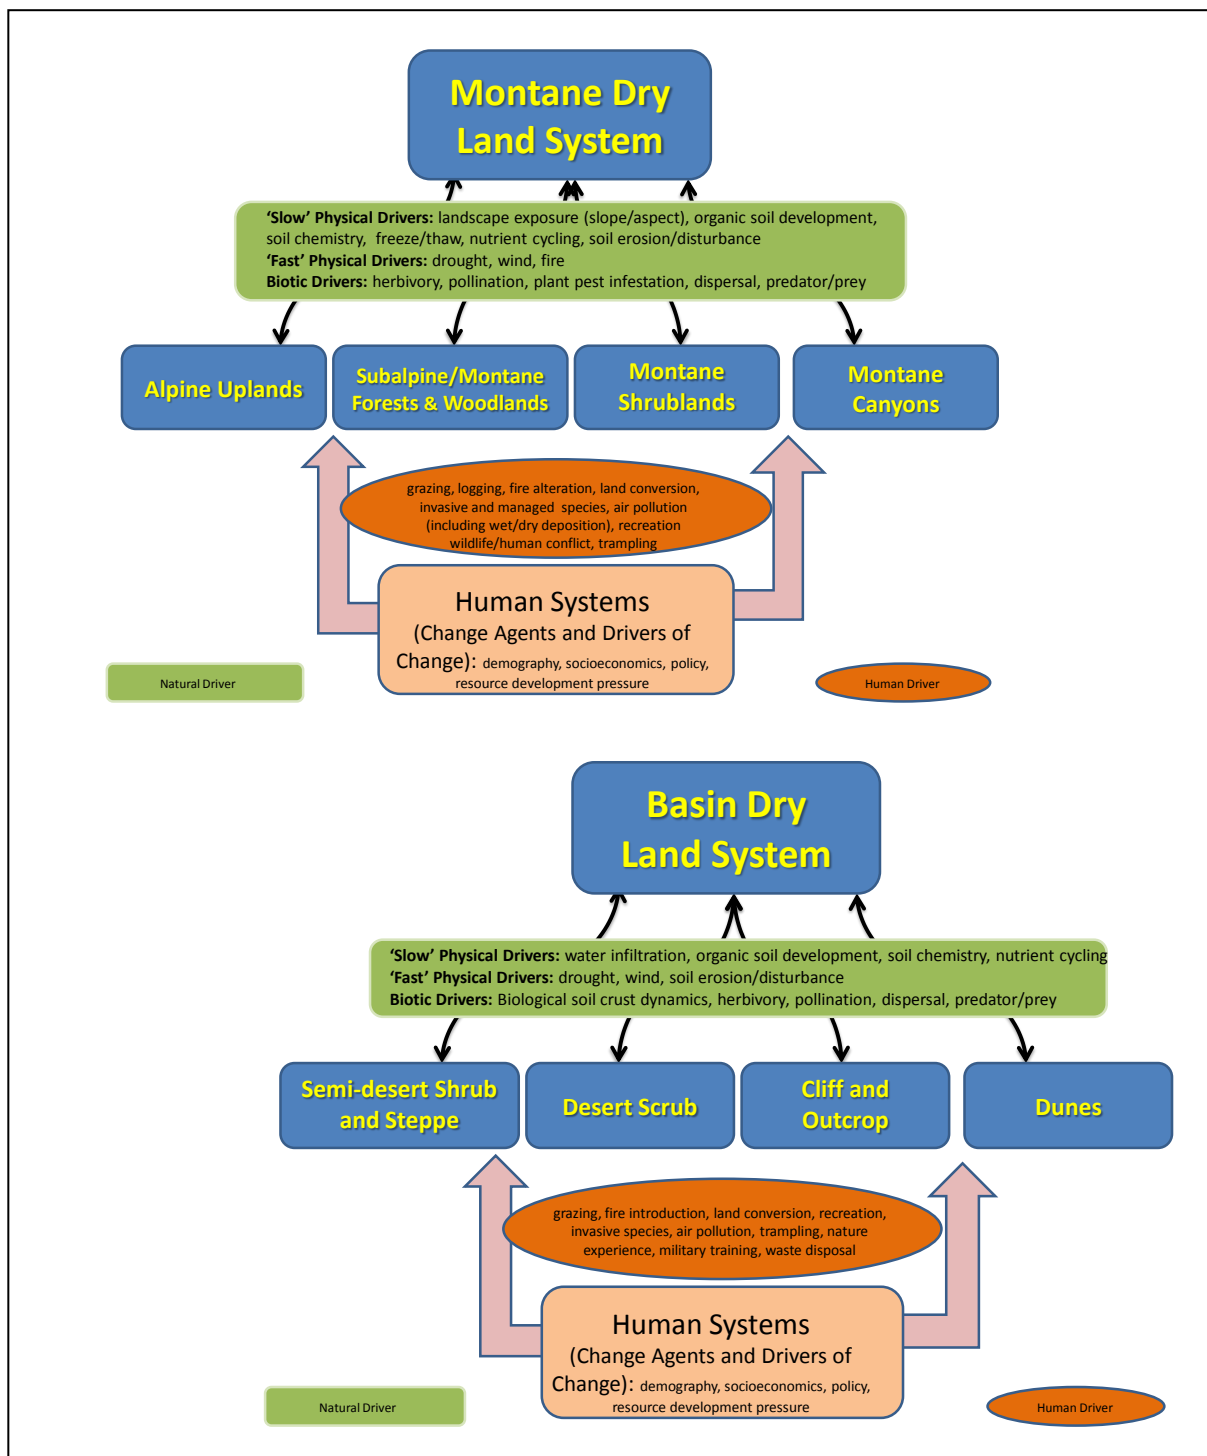 Montane Dry
Land System
‘Slow’ Physical Drivers: landscape exposure (slope/aspect), organic soil development,
soil chemistry, freeze/thaw, nutrient cycling, soil erosion/disturbance
‘Fast’ Physical Drivers: drought, wind, fire
Biotic Drivers: herbivory, pollination, plant pest infestation, dispersal, predator/prey
Alpine Uplands
Subalpine/Montane
Forests & Woodlands
Montane
Shrublands
Montane
Canyons
grazing, logging, fire alteration, land conversion,
invasive and managed species, air pollution
(including wet/dry deposition), recreation
wildlife/human conflict, trampling
Human Systems
(Change Agents and Drivers of
Change): demography, socioeconomics, policy,
resource development pressure
Natural Driver
Human Driver
Basin Dry
Land System
‘Slow’ Physical Drivers: water infiltration, organic soil development, soil chemistry, nutrient cycling
‘Fast’ Physical Drivers: drought, wind, soil erosion/disturbance
Biotic Drivers: Biological soil crust dynamics, herbivory, pollination, dispersal, predator/prey
Semi-desert Shrub
and Steppe
Desert Scrub
Cliff and
Outcrop
Dunes
grazing, fire introduction, land conversion, recreation,
invasive species, air pollution, trampling, nature
experience, military training, waste disposal
Human Systems
(Change Agents and Drivers of
Change): demography, socioeconomics, policy,
resource development pressure
Natural Driver
Human Driver